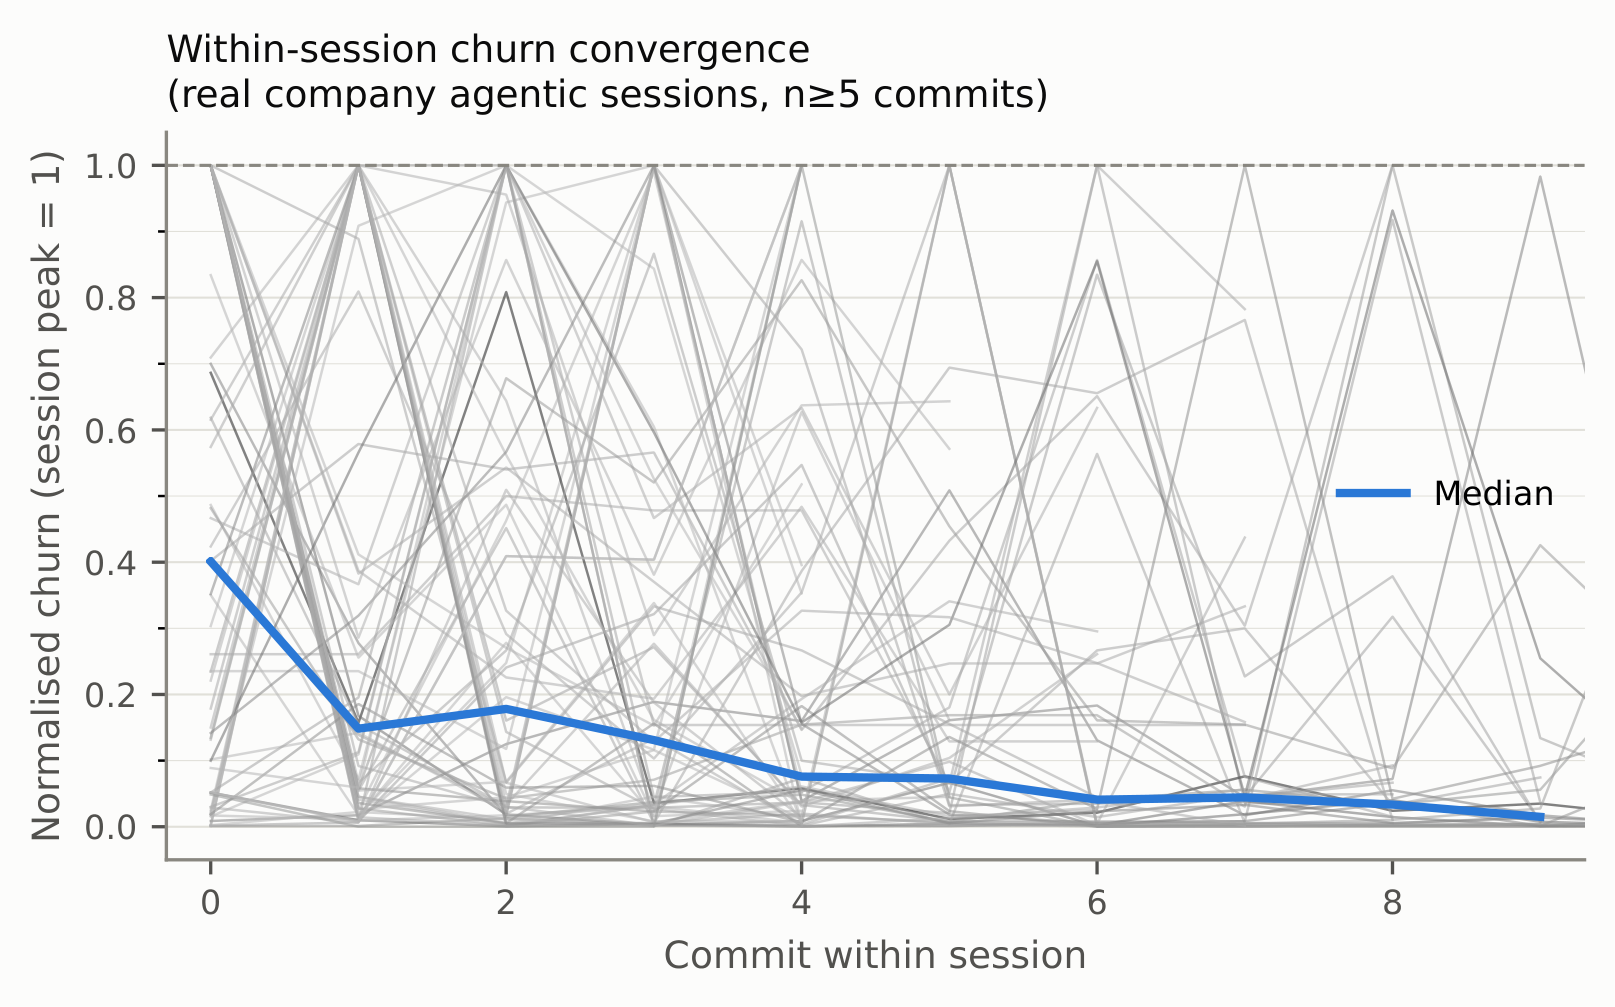 Within-session churn convergence
(real company agentic sessions, n≥5 commits)
Normalised churn (session peak = 1)
1.0
0.8
0.6
0.4
0.2
0.0
Median
0 2 4 6 8
Commit within session